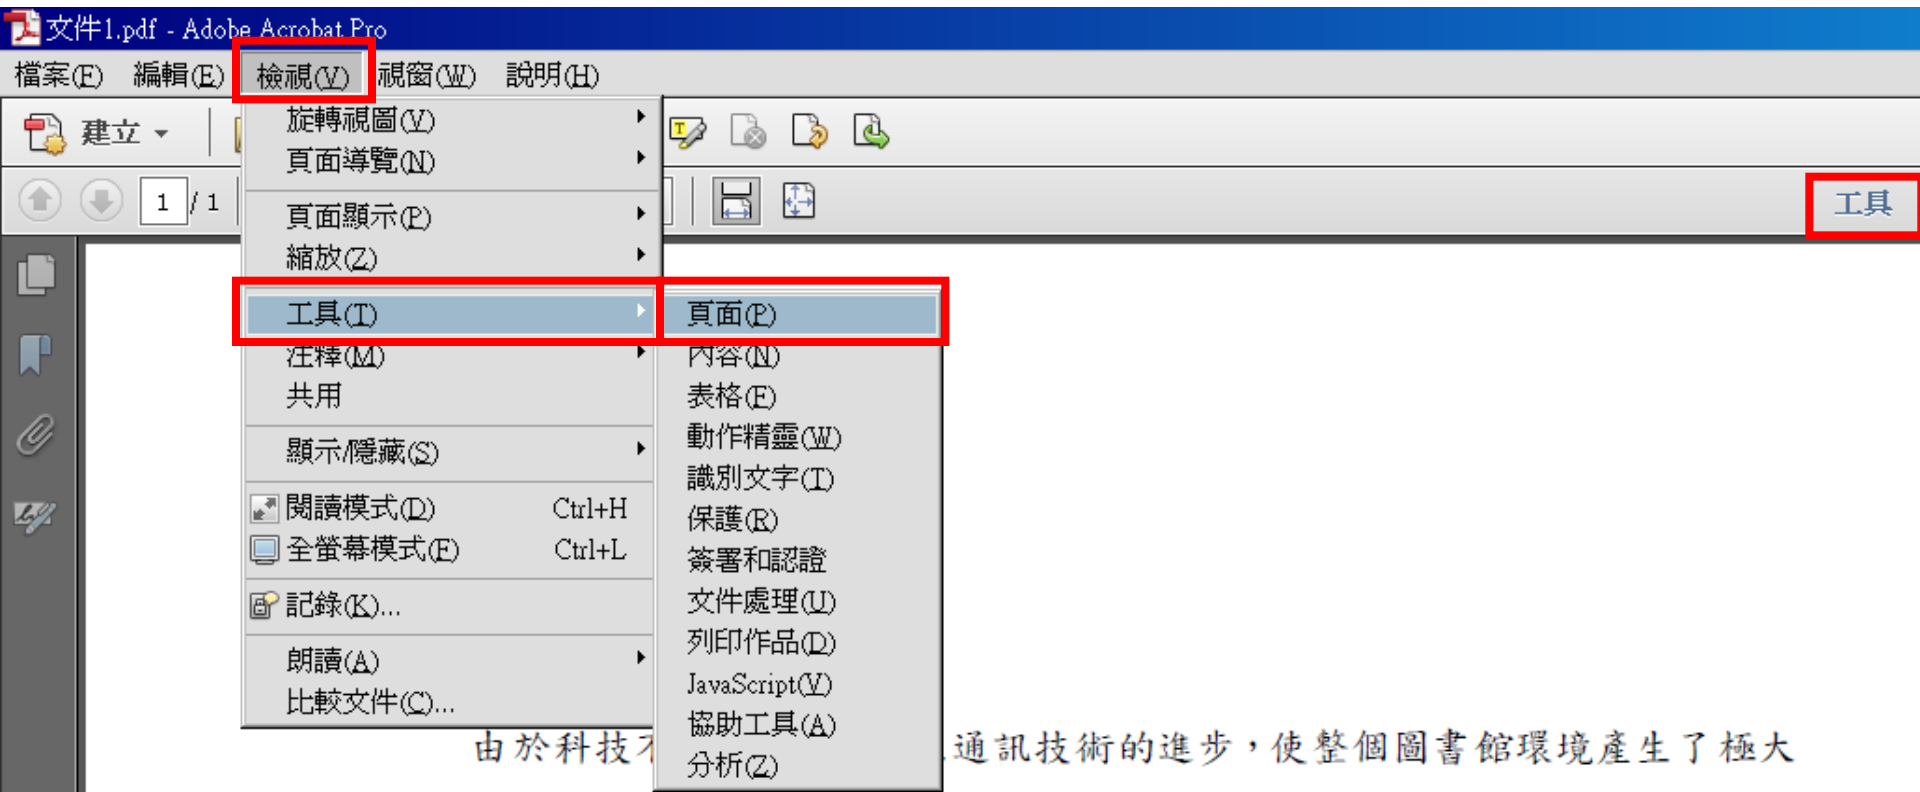 文件1.pdf - Adobe Acrobat Pro
檔案(F) 編輯(E) 檢視(V) 視窗(W) 說明(H)
建立
1 / 1
工具
旋轉視圖(V)
頁面導覽(N)
頁面顯示(P)
縮放(Z)
工具(T)
注釋(M)
共用
顯示/隱藏(S)
閱讀模式(D) Ctrl+H
全螢幕模式(F) Ctrl+L
記錄(K)...
朗讀(A)
比較文件(C)...
頁面(P)
內容(N)
表格(F)
動作精靈(W)
識別文字(T)
保護(R)
簽署和認證
文件處理(U)
列印作品(D)
JavaScript(V)
協助工具(A)
分析(Z)
由於科技 通訊技術的進步，使整個圖書館環境產生了極大